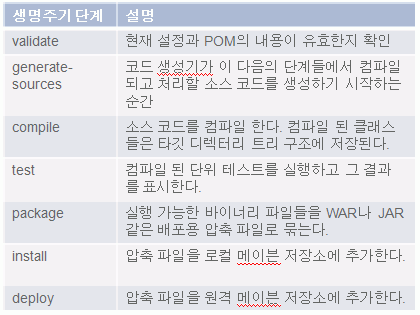 생명주기 단계 설명
validate 현재 설정과 POM의 내용이 유효한지 확인
generate- 코드 생성기가 이 다음의 단계들에서 컴파일
sources 되고 처리할 소스 코드를 생성하기 시작하는
순간
compile 소스 코드를 컴파일 한다. 컴파일 된 클래스
들은 타깃 디렉터리 트리 구조에 저장된다.
test 컴파일 된 단위 테스트를 실행하고 그 결과
를 표시한다.
package 실행 가능한 바이너리 파일들을 WAR나 JAR
같은 배포용 압축 파일로 묶는다.
install 압축 파일을 로컬 메이븐 저장소에 추가한다.
deploy 압축 파일을 원격 메이븐 저장소에 추가한다.